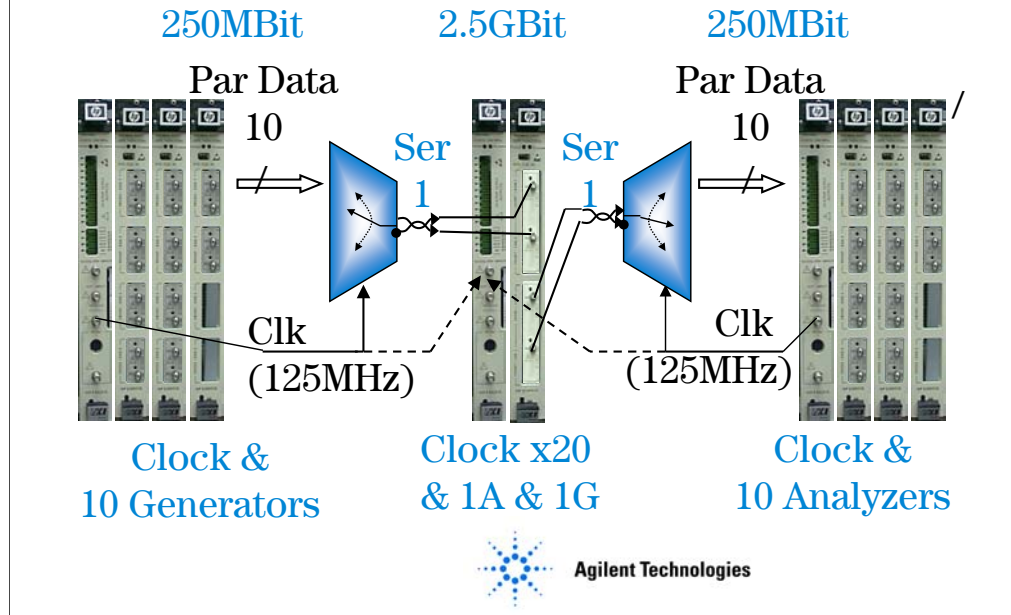 250MBit
2.5GBit
250MBit
Par Data
10
Ser
1
Ser
1
Par Data
10
/
Clk
(125MHz)
Clk
(125MHz)
Clock &
10 Generators
Clock x20
& 1A & 1G
Clock &
10 Analyzers
Agilent Technologies